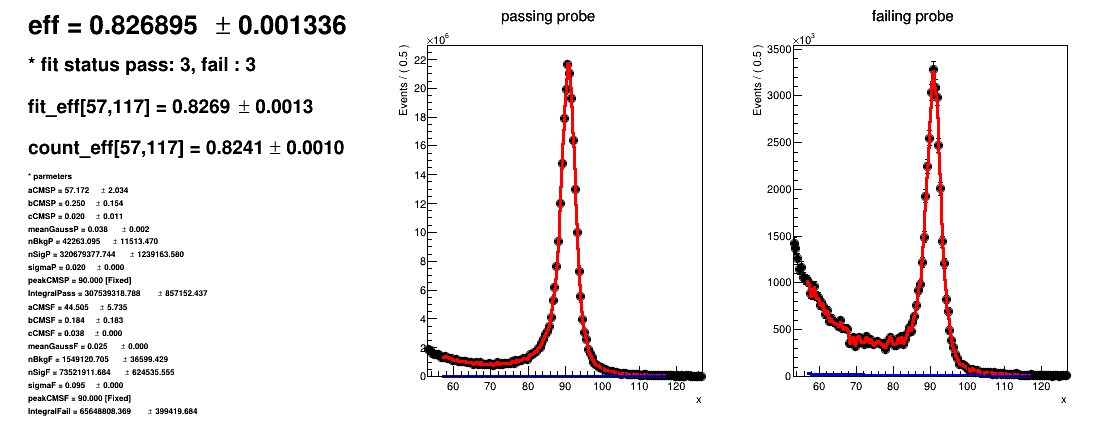 eff = 0.826895 ± 0.001336
* fit status pass: 3, fail : 3
fit_eff[57,117] = 0.8269 ± 0.0013
count_eff[57,117] = 0.8241 ± 0.0010
* parmeters
aCMSP = 57.172 ± 2.034
bCMSP = 0.250 ± 0.154
cCMSP = 0.020 ± 0.011
meanGaussP = 0.038 ± 0.002
nBkgP = 42263.095 ± 11513.470
nSigP = 320679377.744 ± 1239163.580
sigmaP = 0.020 ± 0.000
peakCMSP = 90.000 [Fixed]
IntegralPass = 307539318.788 ± 857152.437
aCMSF = 44.505 ± 5.735
bCMSF = 0.184 ± 0.183
cCMSF = 0.038 ± 0.000
meanGaussF = 0.025 ± 0.000
nBkgF = 1549120.705 ± 36599.429
nSigF = 73521911.584 ± 624535.555
sigmaF = 0.095 ± 0.000
peakCMSF = 90.000 [Fixed]
IntegralFail = 65648808.369 ± 399419.684
passing probe
×10⁶
Events / ( 0.5 )
22
20
18
16
14
12
10
8
6
4
2
0
60 70 80 90 100 110 120
x
failing probe
×10³
Events / ( 0.5 )
3500
3000
2500
2000
1500
1000
500
0
60 70 80 90 100 110 120
x